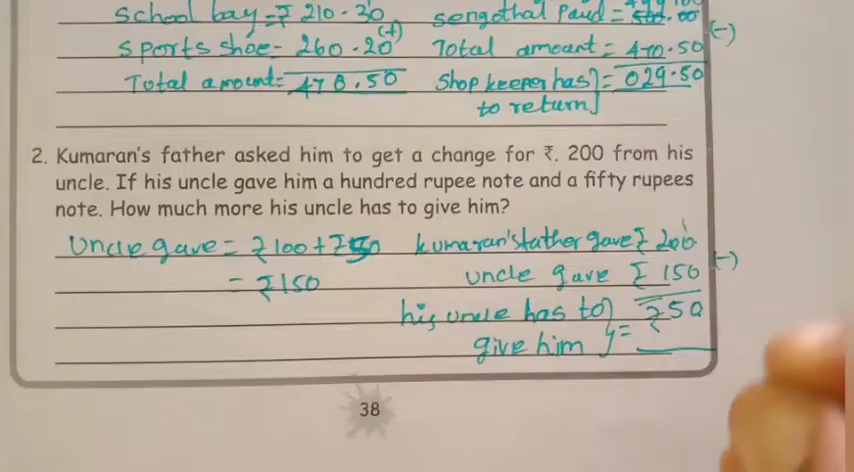 school bag = ₹ 210.30 sengothai Paid =
sports shoe - 260.20 (+) Total amount = 470.50 (-)
Total amount = 470.50 Shop keeper has } = 029.50
to return
2. Kumaran's father asked him to get a change for ₹. 200 from his
uncle. If his uncle gave him a hundred rupee note and a fifty rupees
note. How much more his uncle has to give him?
Uncle gave = ₹100 + ₹50 kumaran's father gave ₹ 200
= ₹150 uncle gave ₹ 150 (-)
his uncle has to } = ₹50
give him
38